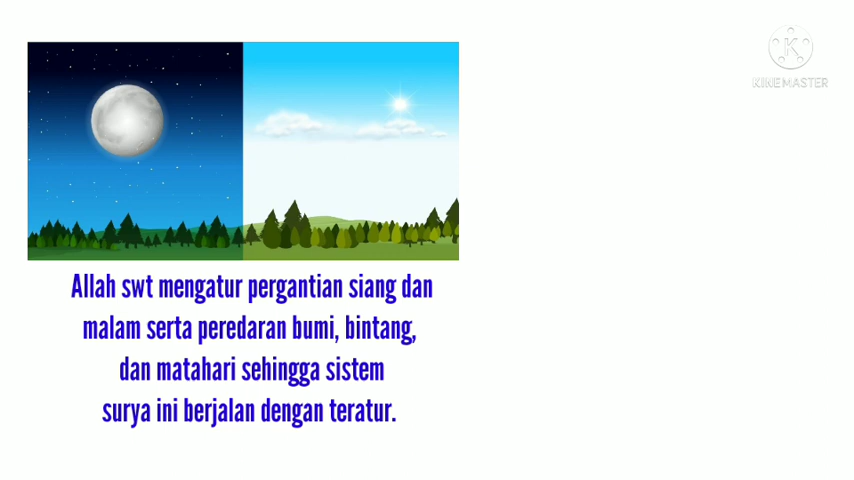 KINEMASTER
Allah swt mengatur pergantian siang dan
malam serta peredaran bumi, bintang,
dan matahari sehingga sistem
surya ini berjalan dengan teratur.